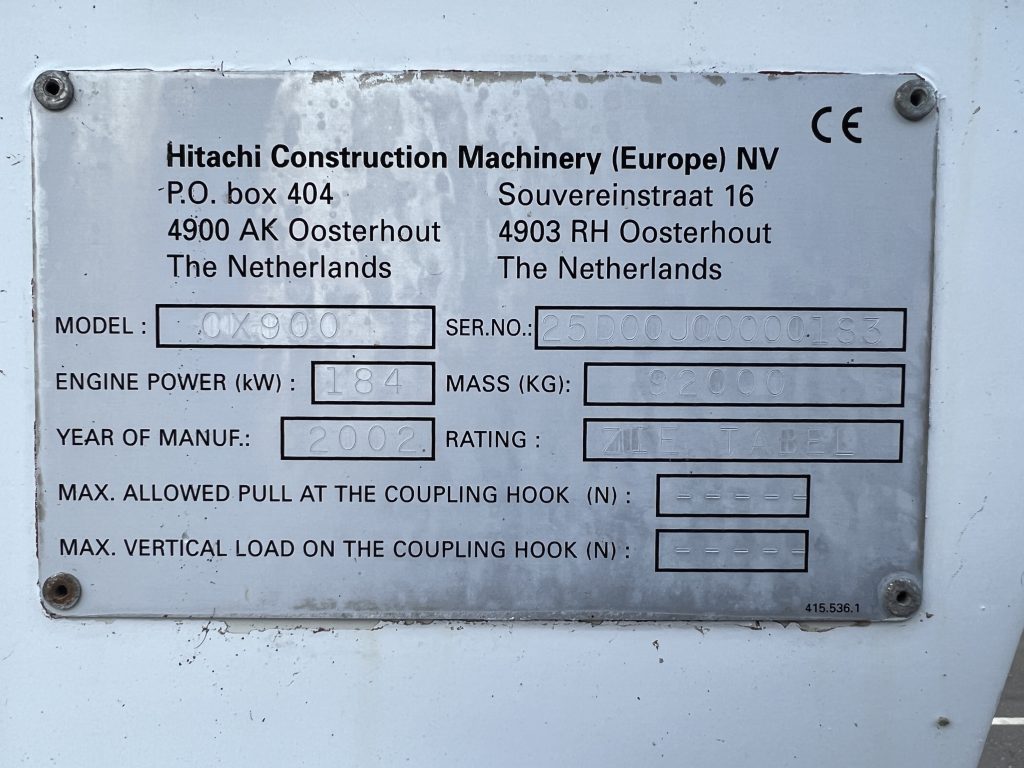 CE
Hitachi Construction Machinery (Europe) NV
P.O. box 404 Souvereinstraat 16
4900 AK Oosterhout 4903 RH Oosterhout
The Netherlands The Netherlands
MODEL : CX900 SER.NO.: 25D00J00000183
ENGINE POWER (kW) : 184 MASS (KG): 92000
YEAR OF MANUF.: 2002. RATING : ZIE TABEL
MAX. ALLOWED PULL AT THE COUPLING HOOK (N) : -----
MAX. VERTICAL LOAD ON THE COUPLING HOOK (N) : -----
415.536.1